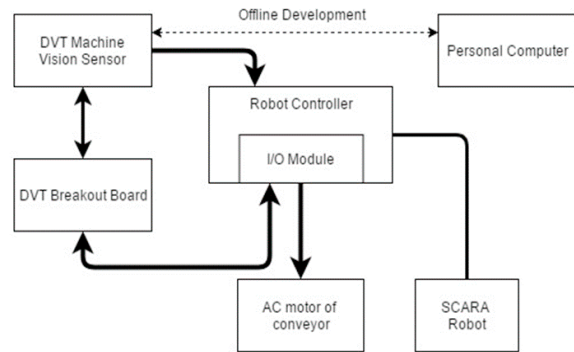 Offline Development
DVT Machine
Vision Sensor
Personal Computer
Robot Controller
I/O Module
DVT Breakout Board
AC motor of
conveyor
SCARA
Robot